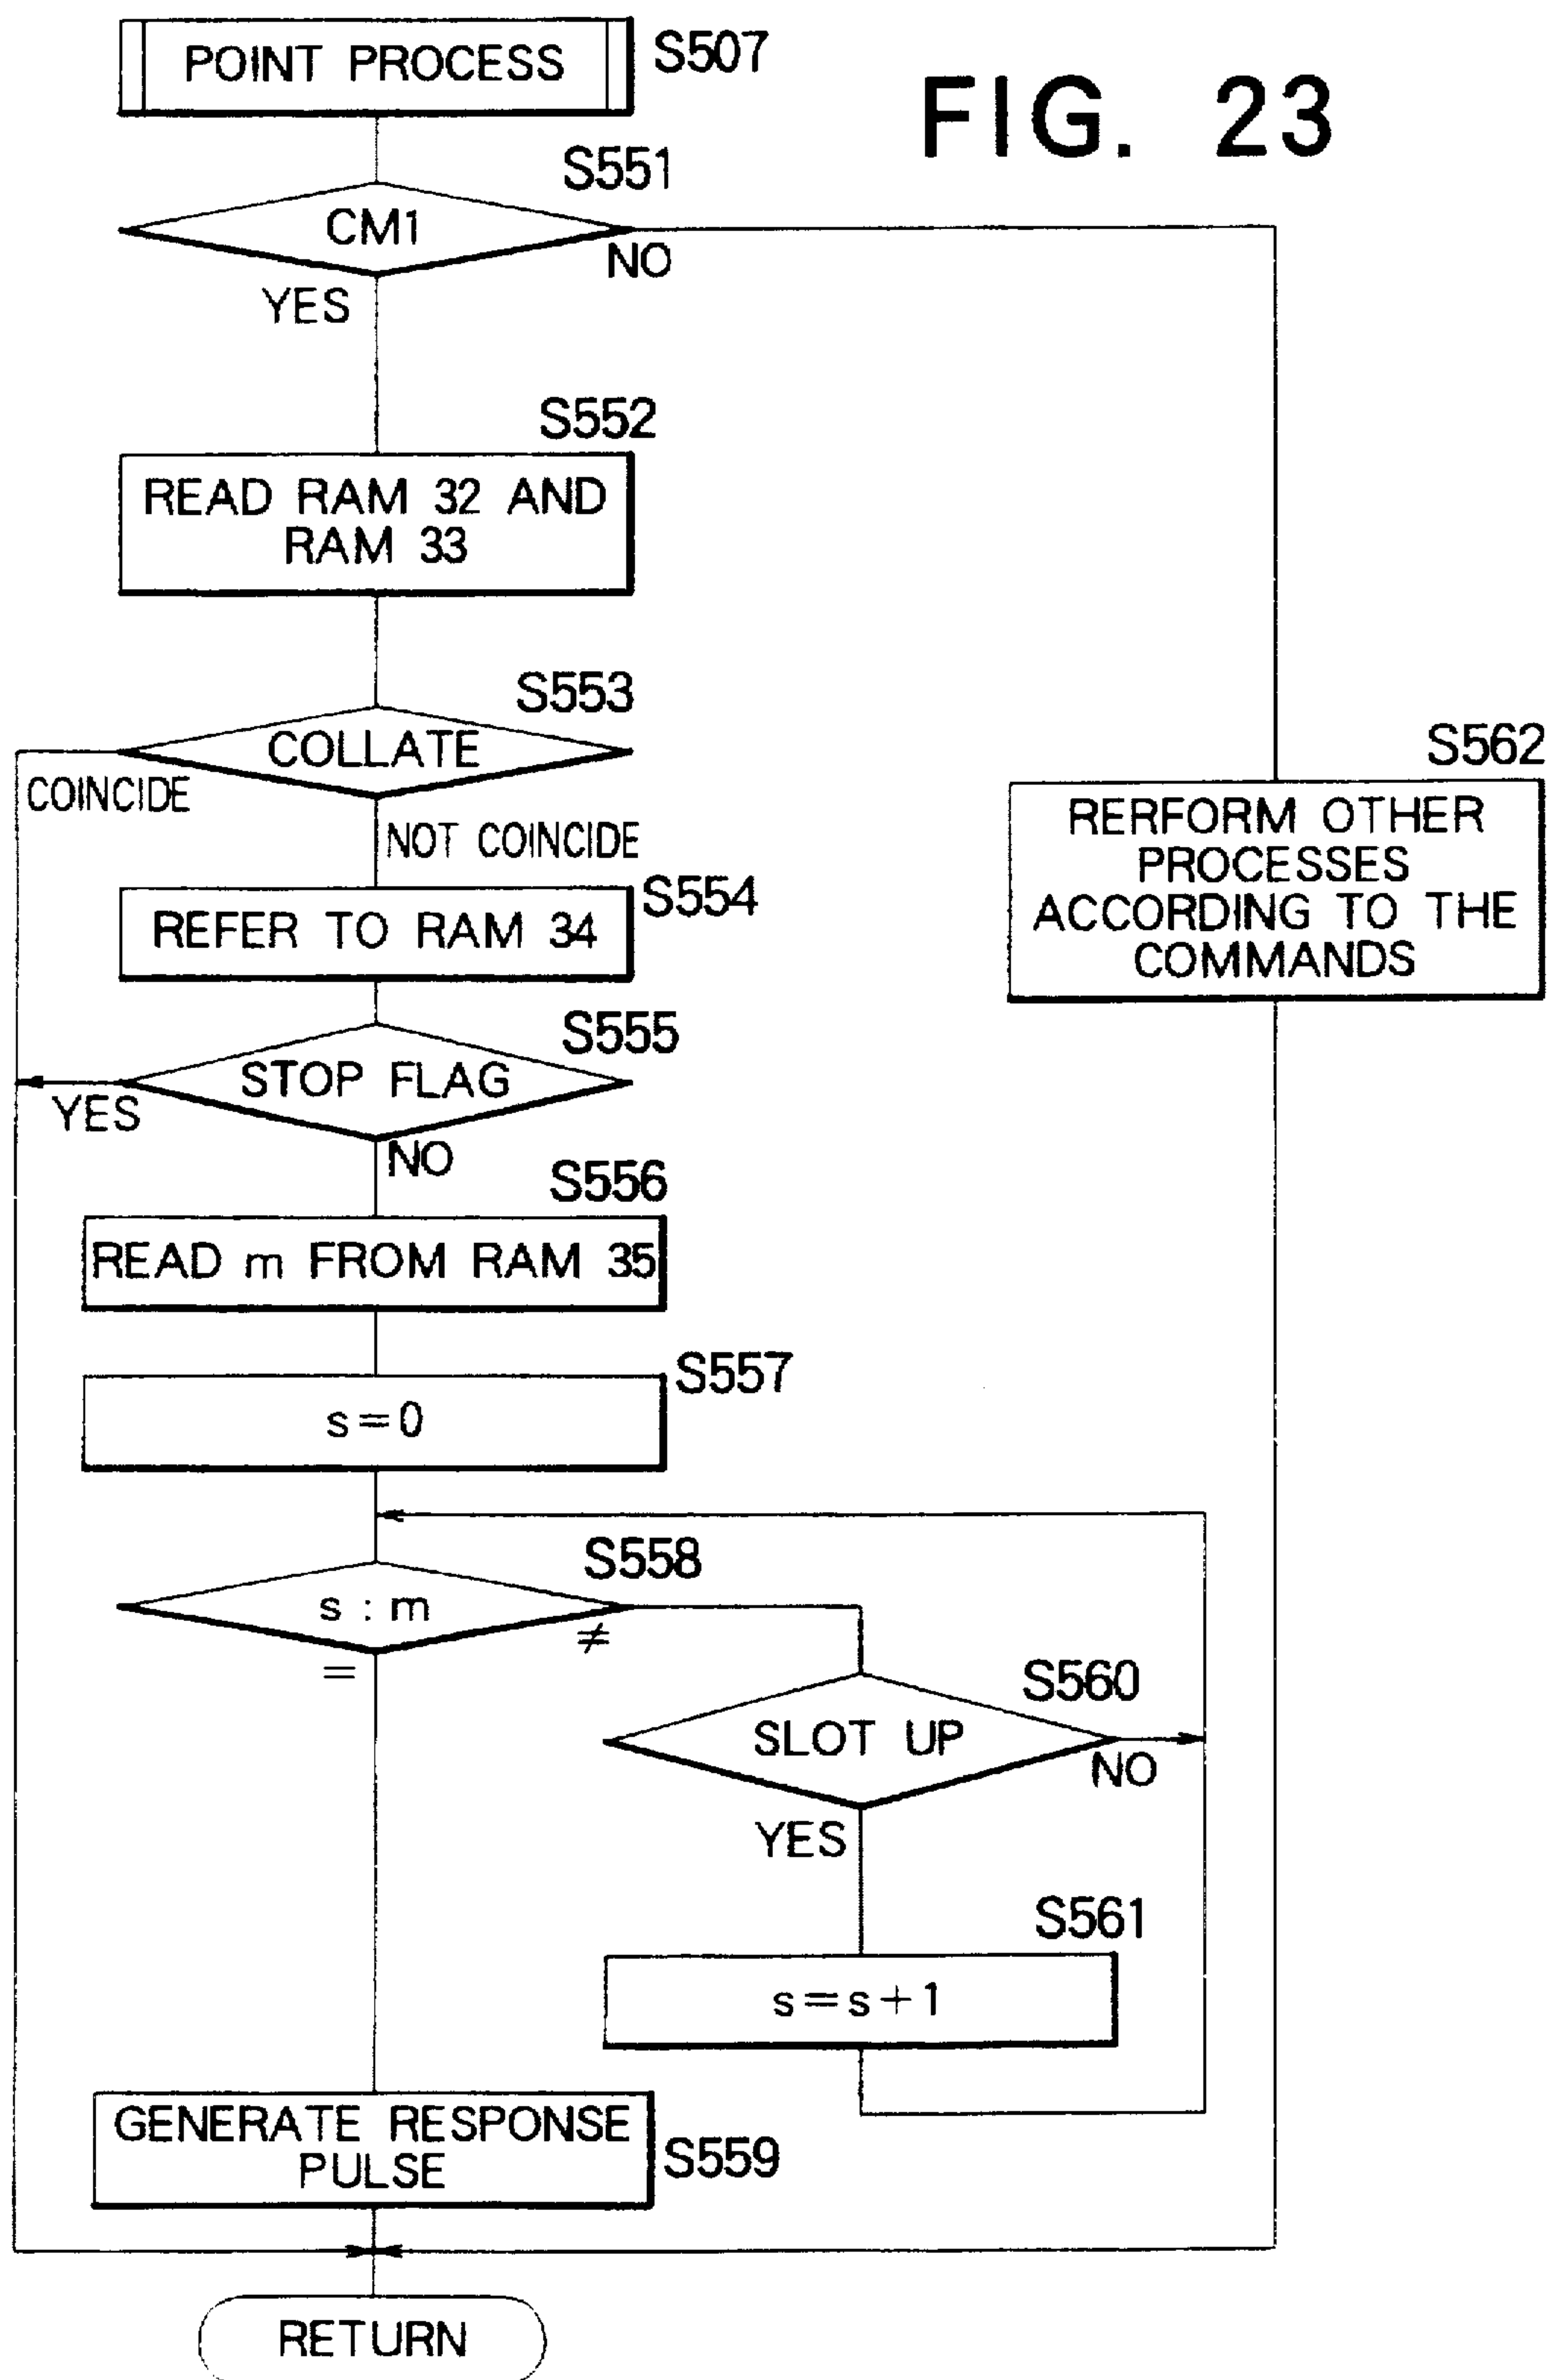 POINT PROCESS
S507
FIG. 23
S551
CM1
NO
YES
S552
READ RAM 32 AND
RAM 33
S553
COLLATE
COINCIDE
NOT COINCIDE
S562
RERFORM OTHER
PROCESSES
ACCORDING TO THE
COMMANDS
S554
REFER TO RAM 34
S555
STOP FLAG
YES
NO
S556
READ m FROM RAM 35
S557
s=0
S558
s : m
≠
=
S560
SLOT UP
NO
YES
S561
s=s+1
GENERATE RESPONSE
PULSE
S559
RETURN